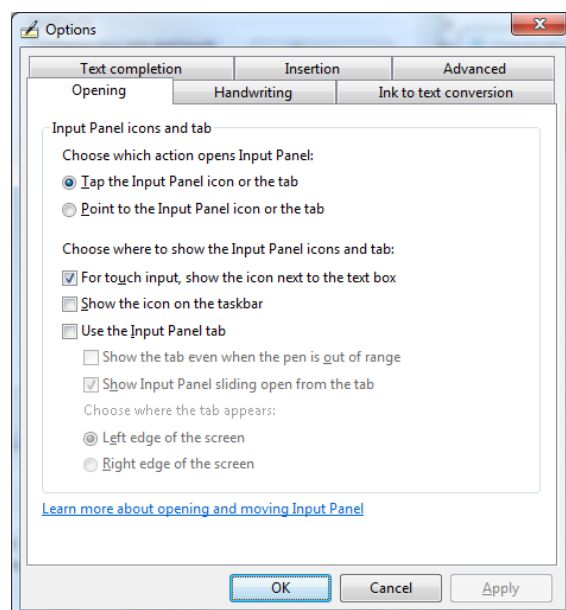 Options
Text completion
Insertion
Advanced
Opening
Handwriting
Ink to text conversion
Input Panel icons and tab
Choose which action opens Input Panel:
Tap the Input Panel icon or the tab
Point to the Input Panel icon or the tab
Choose where to show the Input Panel icons and tab:
For touch input, show the icon next to the text box
Show the icon on the taskbar
Use the Input Panel tab
Show the tab even when the pen is out of range
Show Input Panel sliding open from the tab
Choose where the tab appears:
Left edge of the screen
Right edge of the screen
Learn more about opening and moving Input Panel
OK
Cancel
Apply